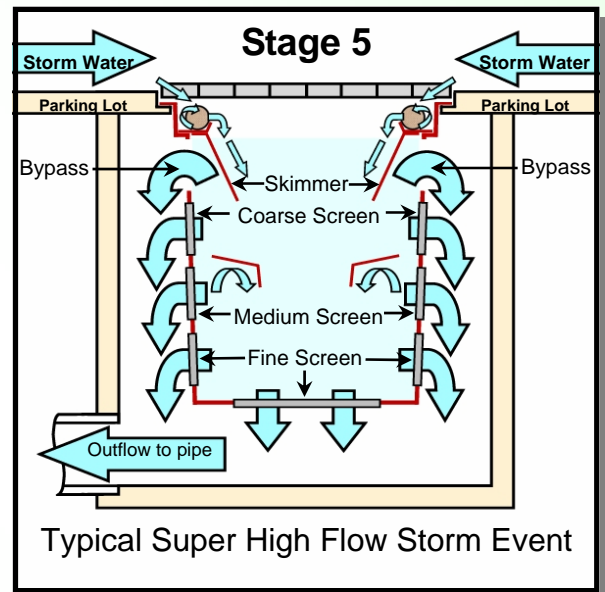 Stage 5
Storm Water
Storm Water
Parking Lot
Parking Lot
Bypass
Bypass
Skimmer
Coarse Screen
Medium Screen
Fine Screen
Outflow to pipe
Typical Super High Flow Storm Event